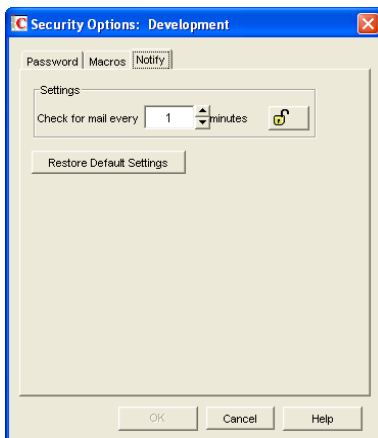 Security Options: Development
Password Macros Notify
Settings
Check for mail every 1 minutes
Restore Default Settings
OK Cancel Help